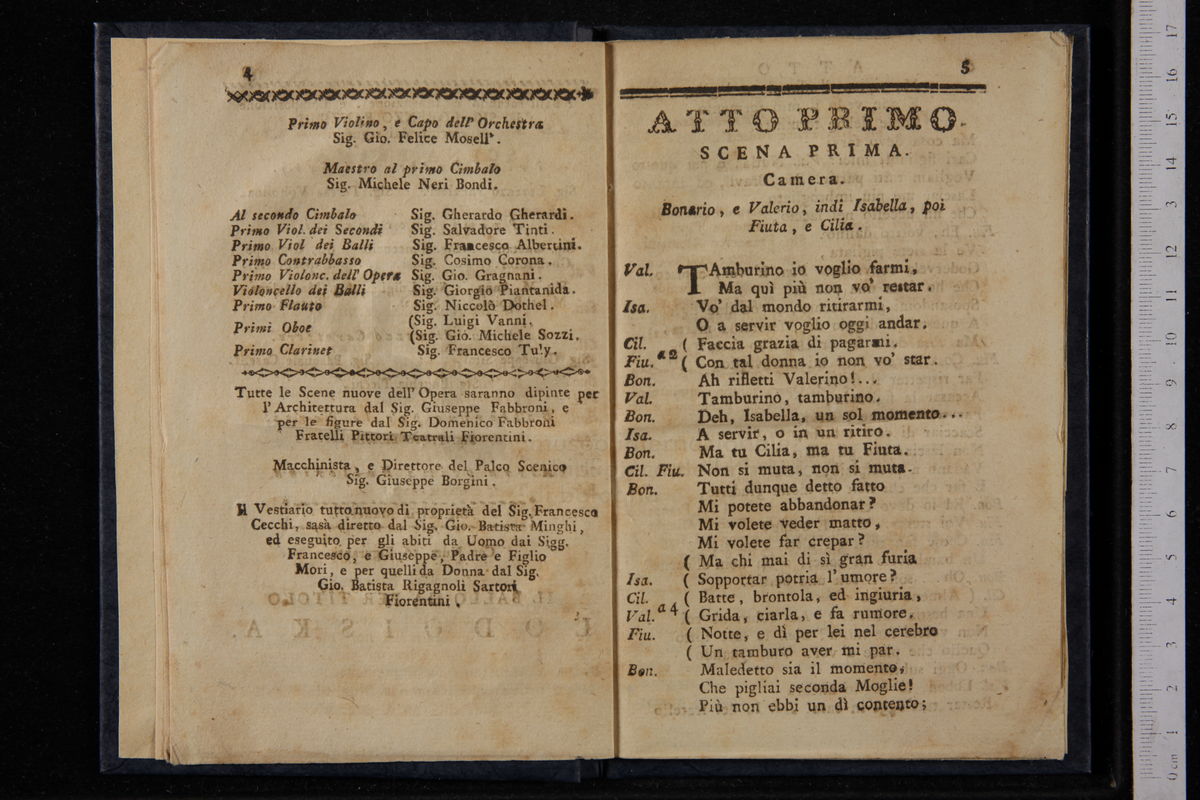 4
Primo Violino, e Capo dell' Orchestra
Sig. Gio. Felice Mosell'.
Maestro al primo Cimbalo
Sig. Michele Neri Bondi.
Al secondo Cimbalo Sig. Gherardo Gherardi.
Primo Viol. dei Secondi Sig. Salvadore Tinti.
Primo Viol dei Balli Sig. Francesco Albertini.
Primo Contrabbasso Sig. Cosimo Corona.
Primo Violonc. dell' Opera Sig. Gio. Gragnani.
Violoncello dei Balli Sig. Giorgio Piantanida.
Primo Flauto Sig. Niccolò Dothel.
Primi Oboe (Sig. Luigi Vanni.
(Sig. Gio. Michele Sozzi.
Primo Clarinet Sig. Francesco Tuly.
Tutte le Scene nuove dell' Opera saranno dipinte per
l' Architettura dal Sig. Giuseppe Fabbroni, e
per le figure dal Sig. Domenico Fabbroni
Fratelli Pittori Teatrali Fiorentini.
Macchinista, e Direttore del Palco Scenico
Sig. Giuseppe Borgini.
Il Vestiario tutto nuovo di proprietà del Sig. Francesco
Cecchi, sasà diretto dal Sig. Gio. Batista Minghi,
ed eseguito per gli abiti da Uomo dai Sigg.
Francesco, e Giuseppe, Padre e Figlio
Mori, e per quelli da Donna dal Sig.
Gio. Batista Rigagnoli Sartori
Fiorentini.
5
ATTO PRIMO.
SCENA PRIMA.
Camera.
Bonario, e Valerio, indi Isabella, poi
Fiuta, e Cilia.
Val. TAmburino io voglio farmi,
Ma quì più non vo' restar.
Isa. Vo' dal mondo ritirarmi,
O a servir voglio oggi andar.
Cil. ( Faccia grazia di pagarmi.
Fiu. a 2 ( Con tal donna io non vo' star.
Bon. Ah rifletti Valerino!...
Val. Tamburino, tamburino.
Bon. Deh, Isabella, un sol momento...
Isa. A servir, o in un ritiro.
Bon. Ma tu Cilia, ma tu Fiuta.
Cil. Fiu. Non si muta, non si muta.
Bon. Tutti dunque detto fatto
Mi potete abbandonar?
Mi volete veder matto,
Mi volete far crepar?
( Ma chi mai di sì gran furia
Isa. ( Sopportar potria l' umore?
Cil. ( Batte, brontola, ed ingiuria,
Val. a 4 ( Grida, ciarla, e fa rumore.
Fiu. ( Notte, e dì per lei nel cerebro
( Un tamburo aver mi par.
Bon. Maledetto sia il momento,
Che pigliai seconda Moglie!
Più non ebbi un dì contento;